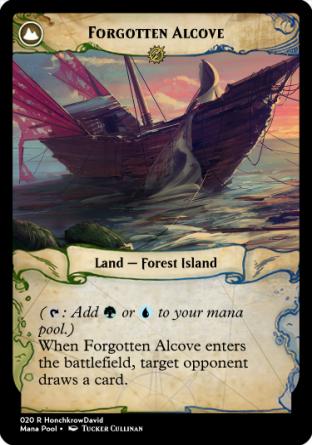 Forgotten Alcove
Land — Forest Island
( : Add or to your mana
pool.)
When Forgotten Alcove enters
the battlefield, target opponent
draws a card.
020 R HonchkrowDavid
Mana Pool • Tucker Cullinan